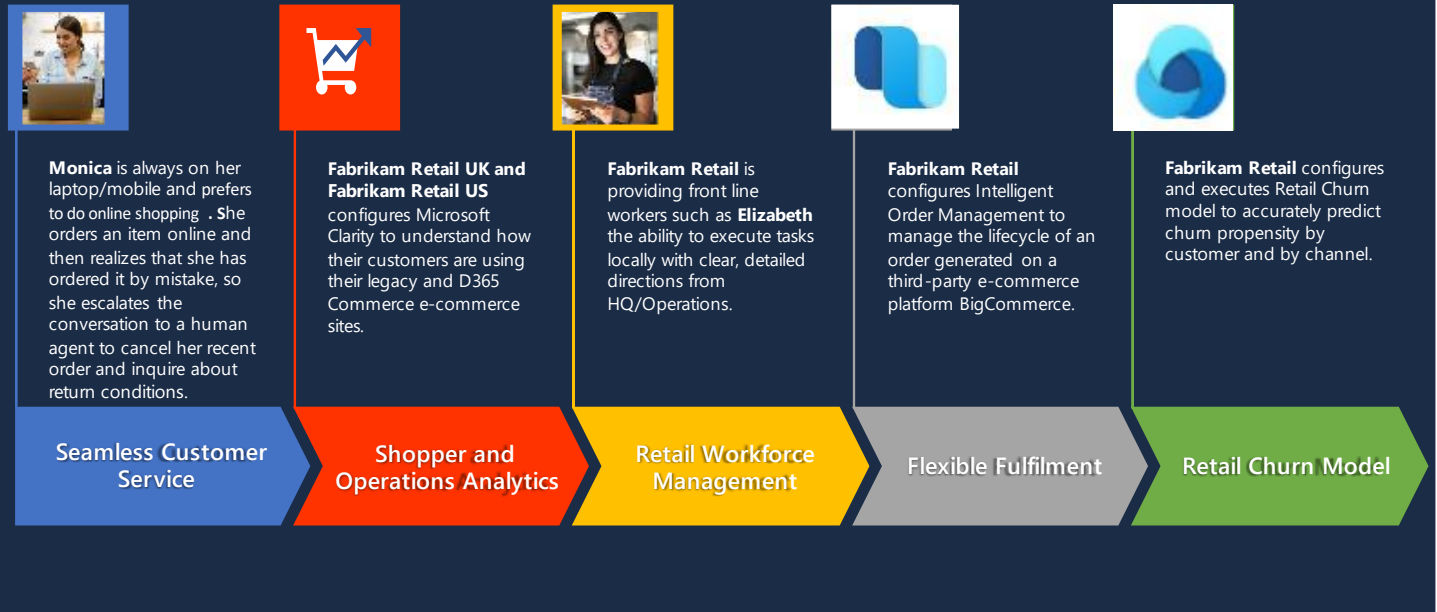 Monica is always on her
laptop/mobile and prefers
to do online shopping . She
orders an item online and
then realizes that she has
ordered it by mistake, so
she escalates the
conversation to a human
agent to cancel her recent
order and inquire about
return conditions.
Fabrikam Retail UK and
Fabrikam Retail US
configures Microsoft
Clarity to understand how
their customers are using
their legacy and D365
Commerce e-commerce
sites.
Fabrikam Retail is
providing front line
workers such as Elizabeth
the ability to execute tasks
locally with clear, detailed
directions from
HQ/Operations.
Fabrikam Retail
configures Intelligent
Order Management to
manage the lifecycle of an
order generated on a
third-party e-commerce
platform BigCommerce.
Fabrikam Retail configures
and executes Retail Churn
model to accurately predict
churn propensity by
customer and by channel.
Seamless Customer
Service
Shopper and
Operations Analytics
Retail Workforce
Management
Flexible Fulfilment
Retail Churn Model